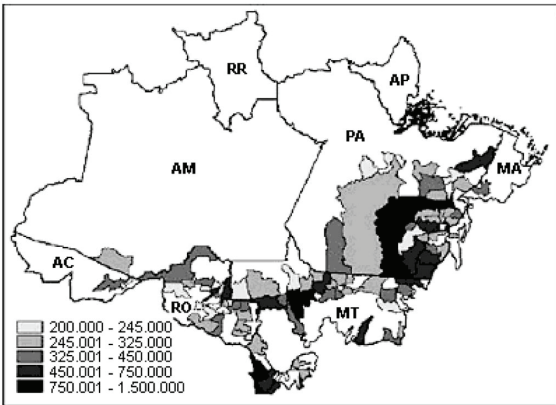 RR
AP
PA
AM
MA
AC
RO
MT
200.000 - 245.000
245.001 - 325.000
325.001 - 450.000
450.001 - 750.000
750.001 - 1.500.000